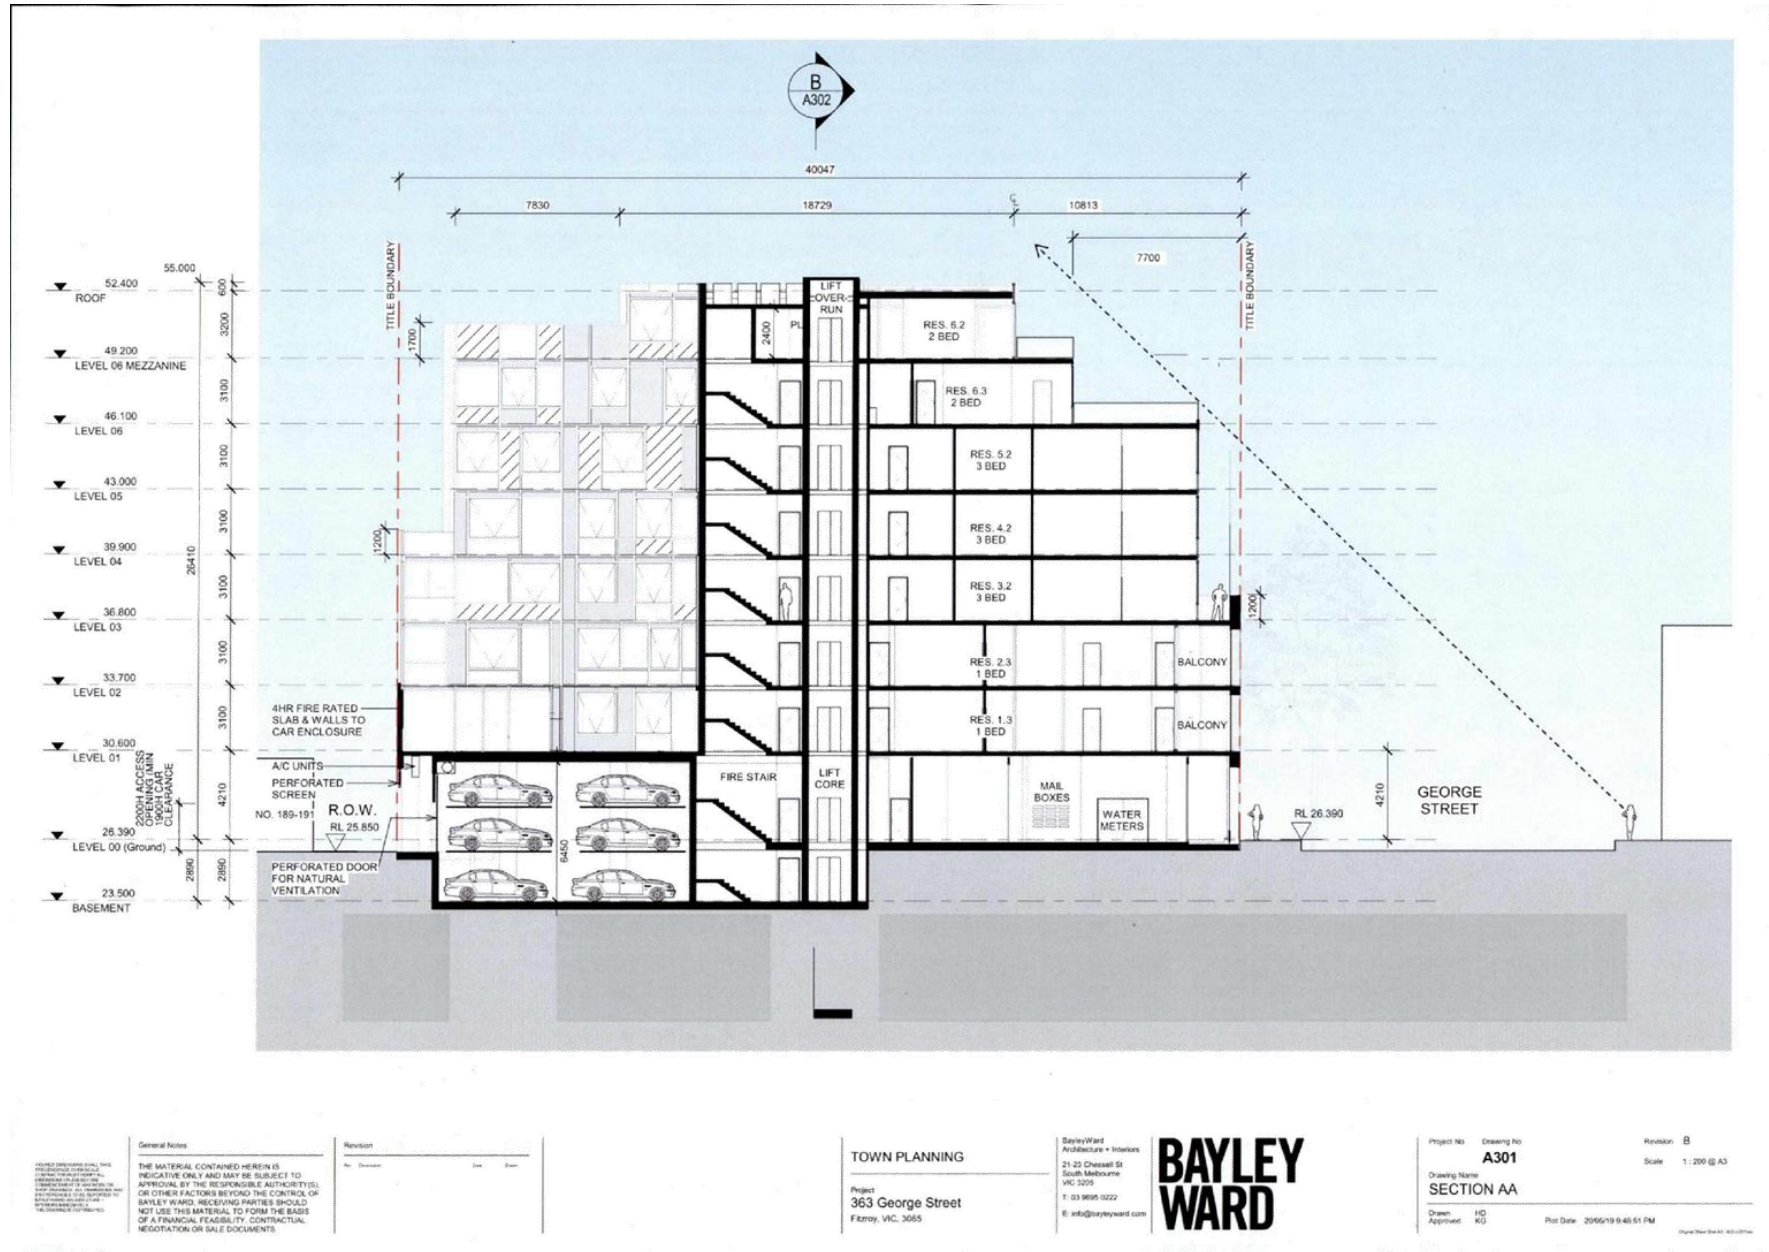 B
A302
40047
7830
18729
10813
7700
TITLE BOUNDARY
TITLE BOUNDARY
55.000
52.400
ROOF
600
3200
1700
49.200
LEVEL 06 MEZZANINE
3100
46.100
LEVEL 06
3100
43.000
LEVEL 05
3100
1200
39.900
LEVEL 04
26410
3100
36.800
LEVEL 03
3100
33.700
LEVEL 02
3100
30.600
LEVEL 01
4210
26.390
LEVEL 00 (Ground)
2890
2890
23.500
BASEMENT
LIFT
OVER-
RUN
PL
2400
RES. 6.2
2 BED
RES. 6.3
2 BED
RES. 5.2
3 BED
RES. 4.2
3 BED
RES. 3.2
3 BED
1200
RES. 2.3
1 BED
BALCONY
RES. 1.3
1 BED
BALCONY
4HR FIRE RATED
SLAB & WALLS TO
CAR ENCLOSURE
A/C UNITS
PERFORATED
SCREEN
2200H ACCESS
OPENING (MIN
1900H CAR
CLEARANCE
NO. 189-191
R.O.W.
RL 25.850
PERFORATED DOOR
FOR NATURAL
VENTILATION
6450
FIRE STAIR
LIFT
CORE
MAIL
BOXES
WATER
METERS
4210
RL 26.390
GEORGE
STREET
General Notes
THE MATERIAL CONTAINED HEREIN IS
INDICATIVE ONLY AND MAY BE SUBJECT TO
APPROVAL BY THE RESPONSIBLE AUTHORITY(S),
OR OTHER FACTORS BEYOND THE CONTROL OF
BAYLEY WARD. RECEIVING PARTIES SHOULD
NOT USE THIS MATERIAL TO FORM THE BASIS
OF A FINANCIAL FEASIBILITY, CONTRACTUAL
NEGOTIATION OR SALE DOCUMENTS.
Revision
TOWN PLANNING
Project
363 George Street
Fitzroy, VIC, 3065
BayleyWard
Architecture + Interiors
21-23 Chessell St
South Melbourne
VIC 3205
T: 03 9695 0222
E: info@bayleyward.com
BAYLEY
WARD
Project No Drawing No Revision B
A301
Scale 1 : 200 @ A3
Drawing Name
SECTION AA
Drawn HD
Approved KG
Plot Date 20/05/19 9:46:51 PM